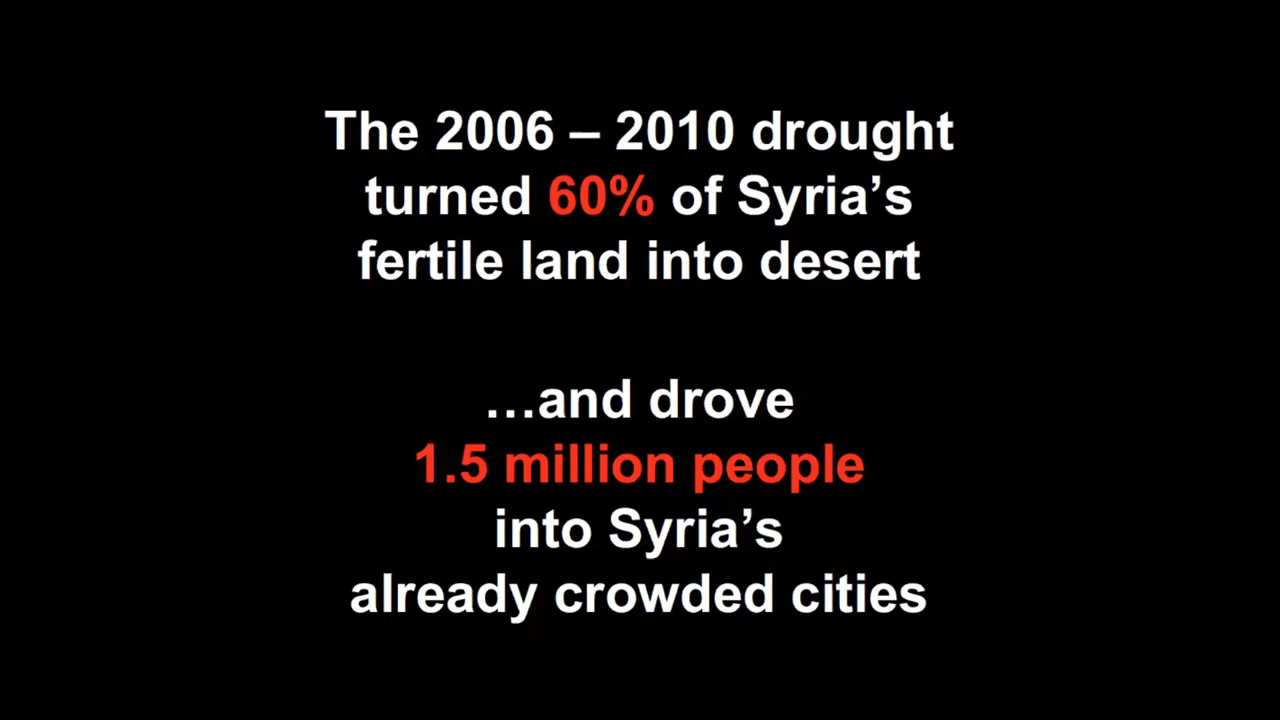 The 2006 – 2010 drought
turned 60% of Syria’s
fertile land into desert
…and drove
1.5 million people
into Syria’s
already crowded cities